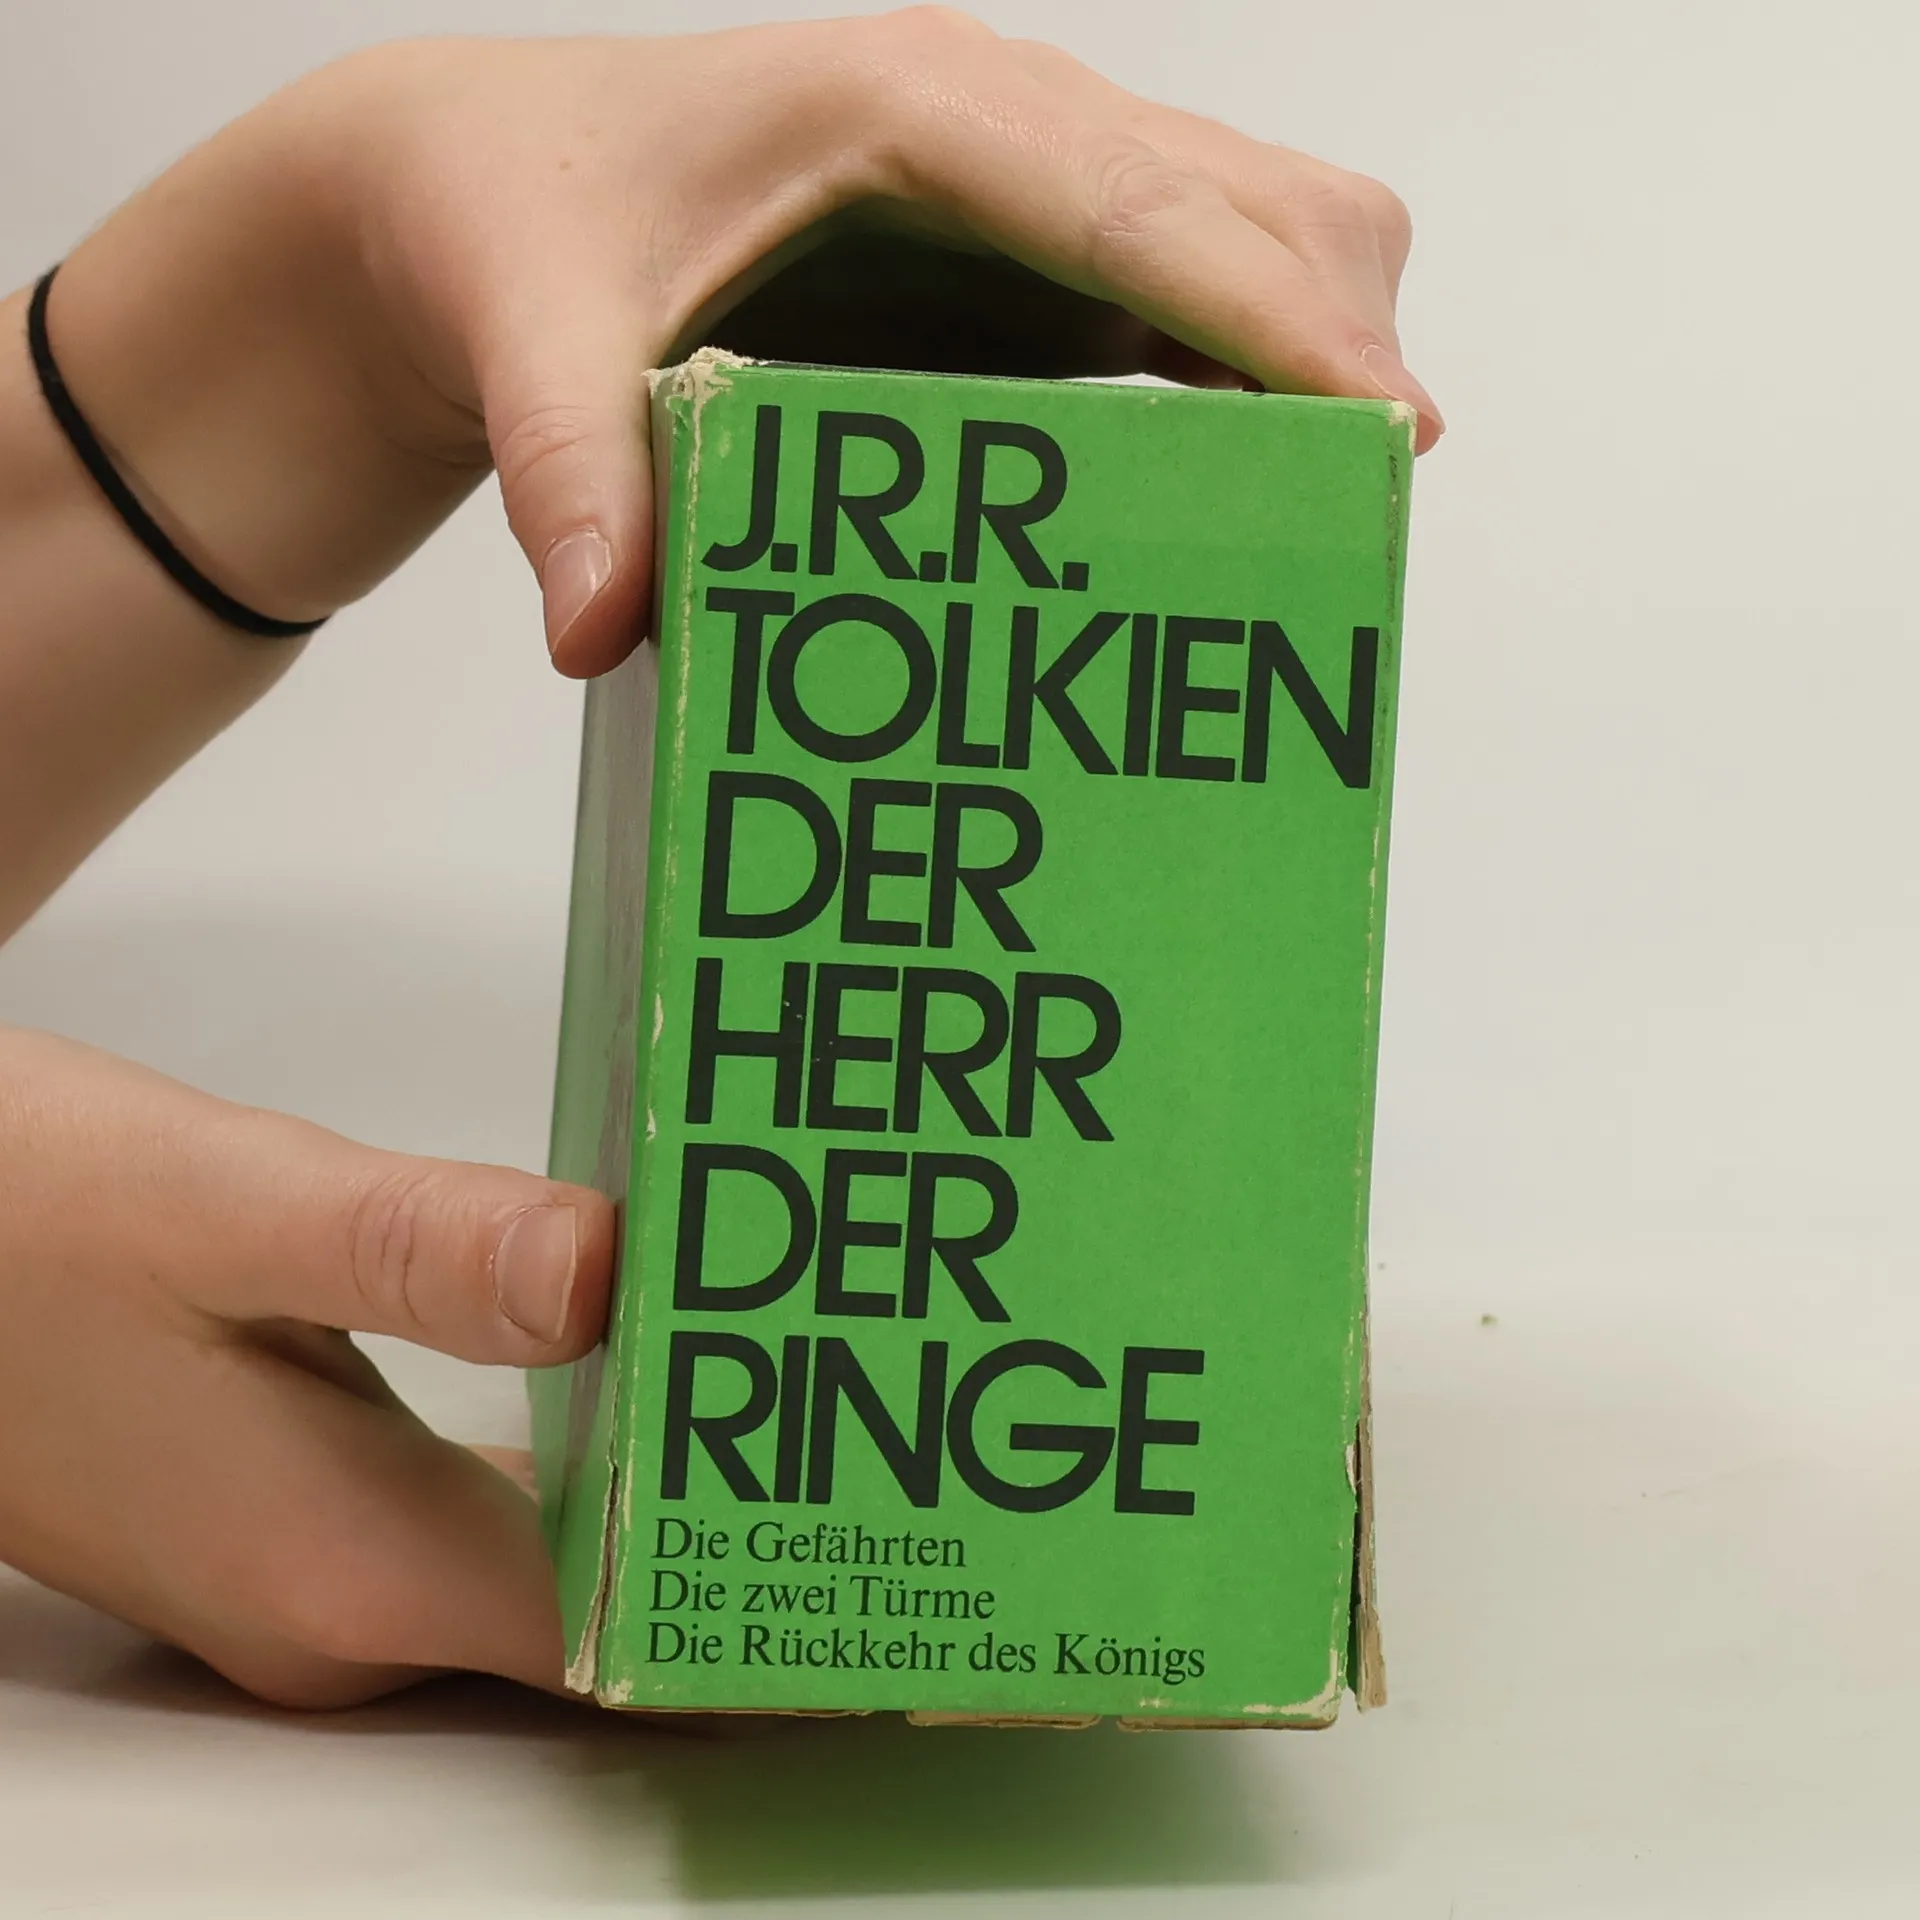 J.R.R.
TOLKIEN
DER
HERR
DER
RINGE
Die Gefährten
Die zwei Türme
Die Rückkehr des Königs